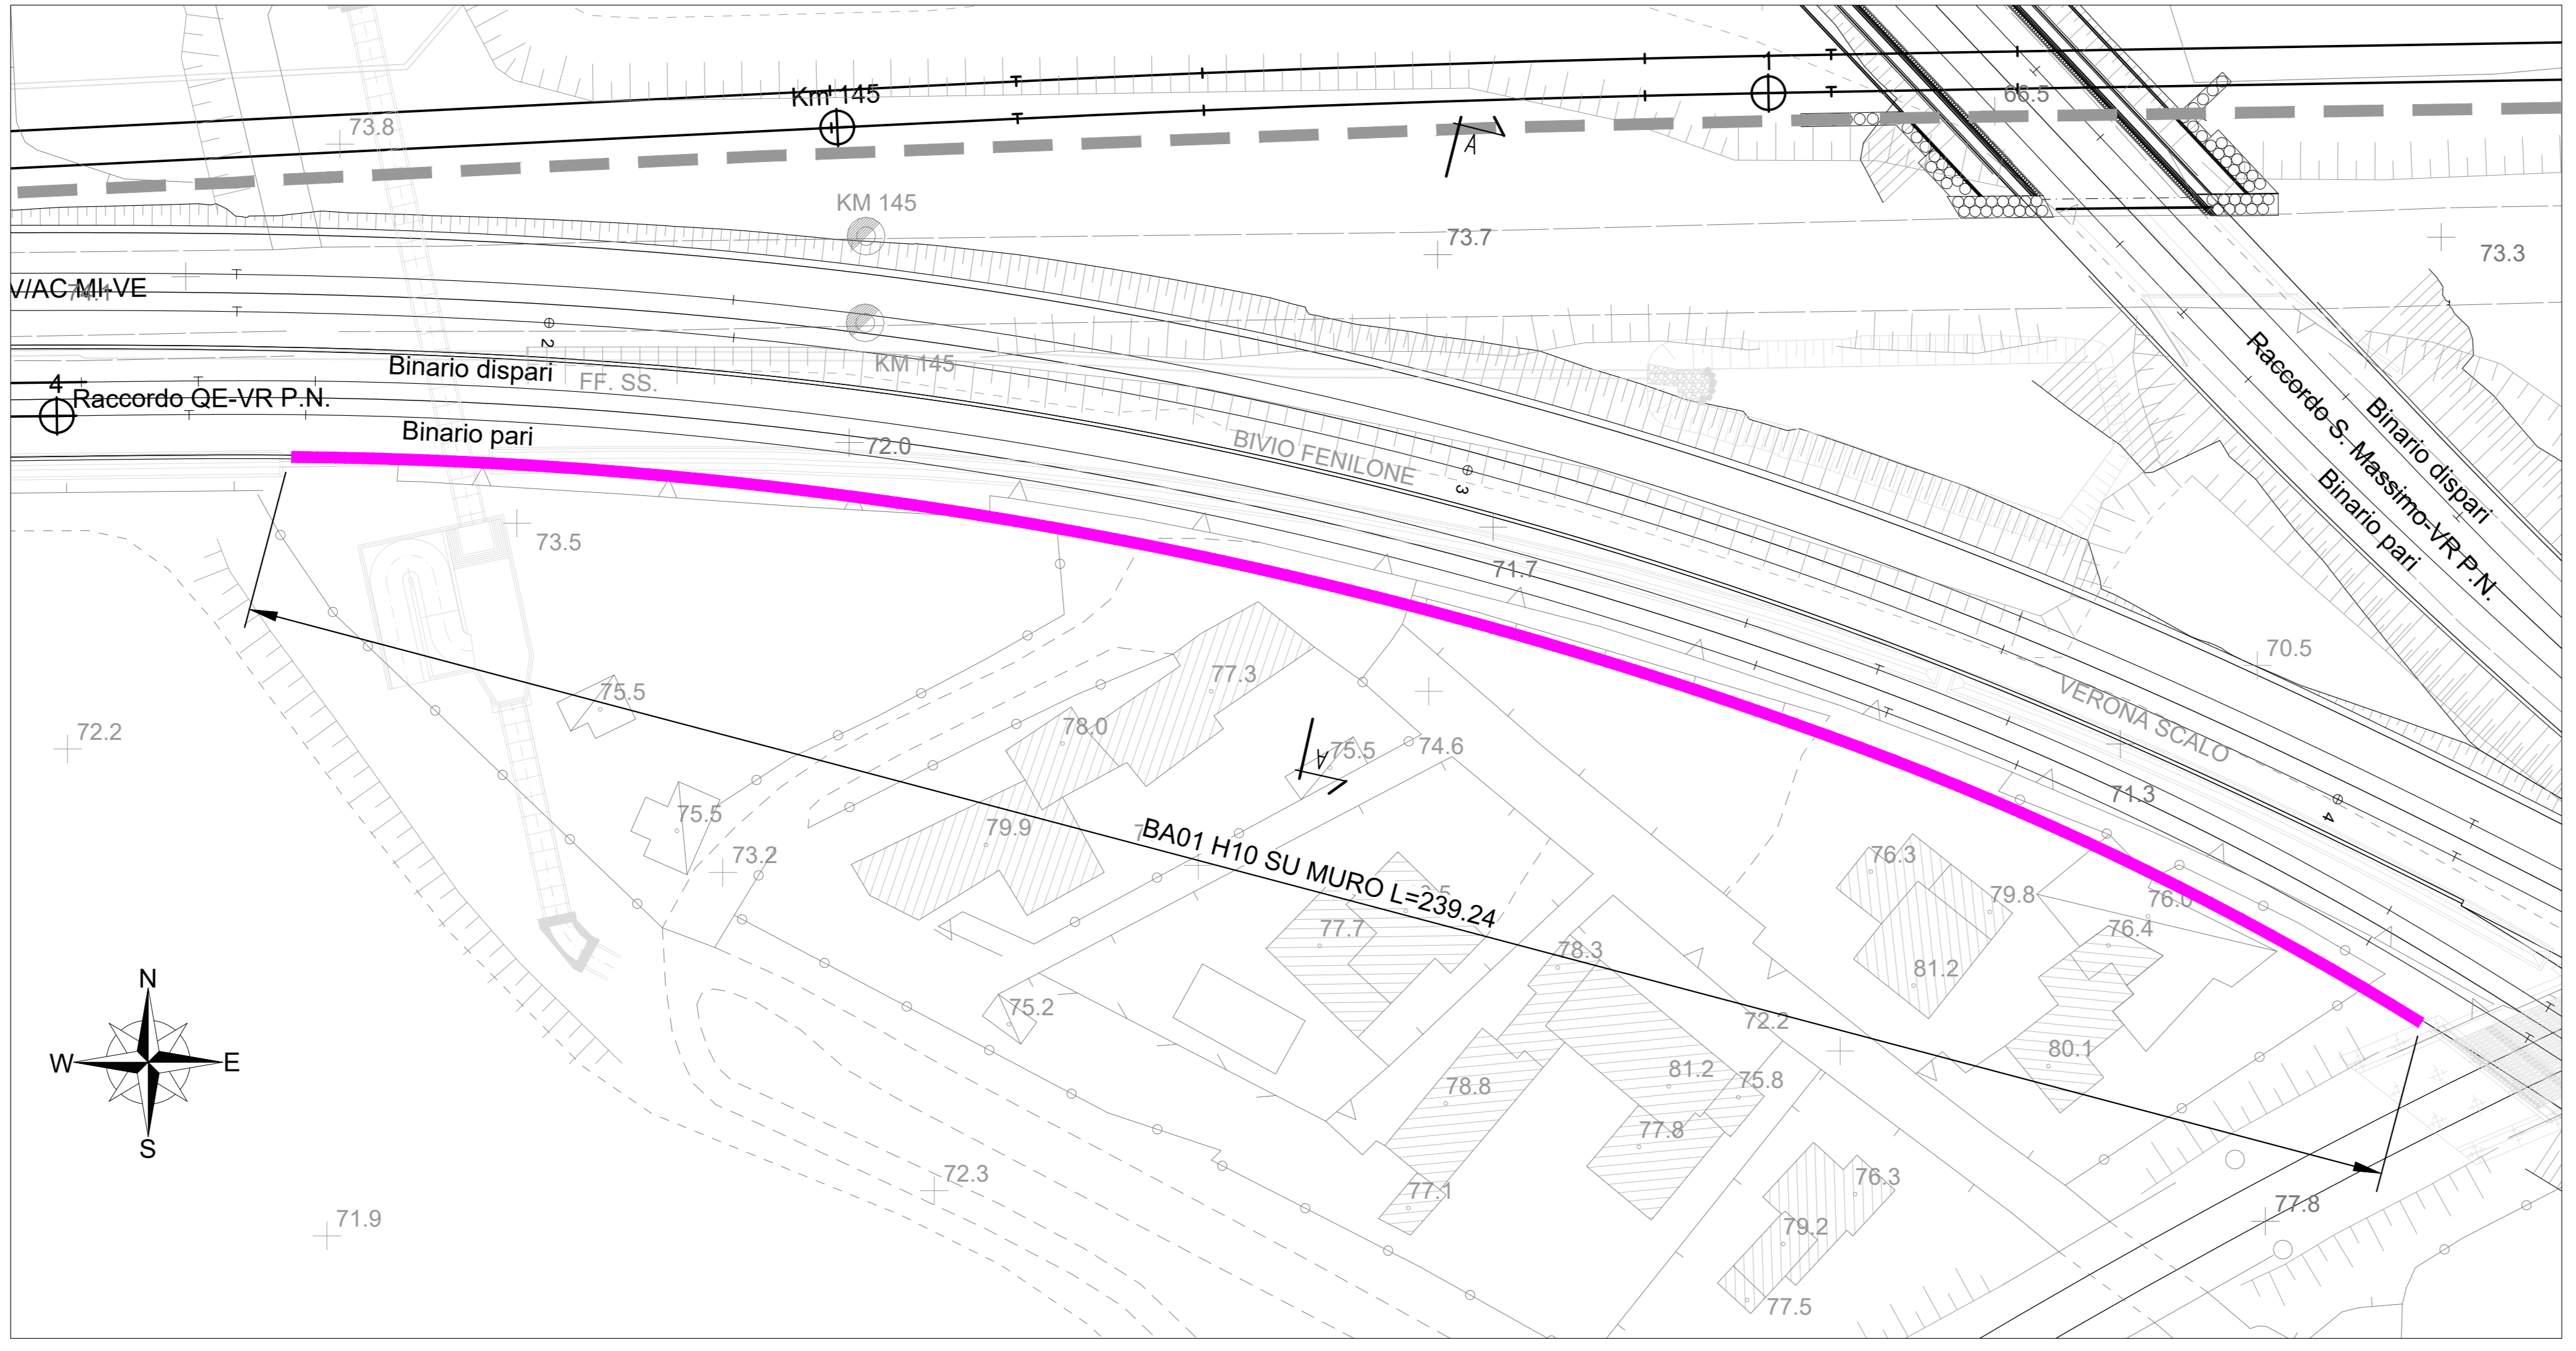 1
Km 145
66.5
73.8
A
KM 145
73.7
73.3
V/AC MI-VE
74.1
2
KM 145
Binario dispari
FF. SS.
4
Raccordo QE-VR P.N.
Binario pari
72.0
BIVIO FENILONE
3
Raccordo S. Massimo-VR P.N.
Binario dispari
Binario pari
73.5
71.7
70.5
75.5
77.3
VERONA SCALO
72.2
78.0
75.5
74.6
A
75.5
71.3
4
79.9
73.2
BA01 H10 SU MURO L=239.24
76.3
79.8
76.0
77.7
76.4
78.3
81.2
N
W
E
S
75.2
72.2
80.1
81.2
75.8
78.8
77.8
72.3
77.1
76.3
77.8
71.9
79.2
77.5